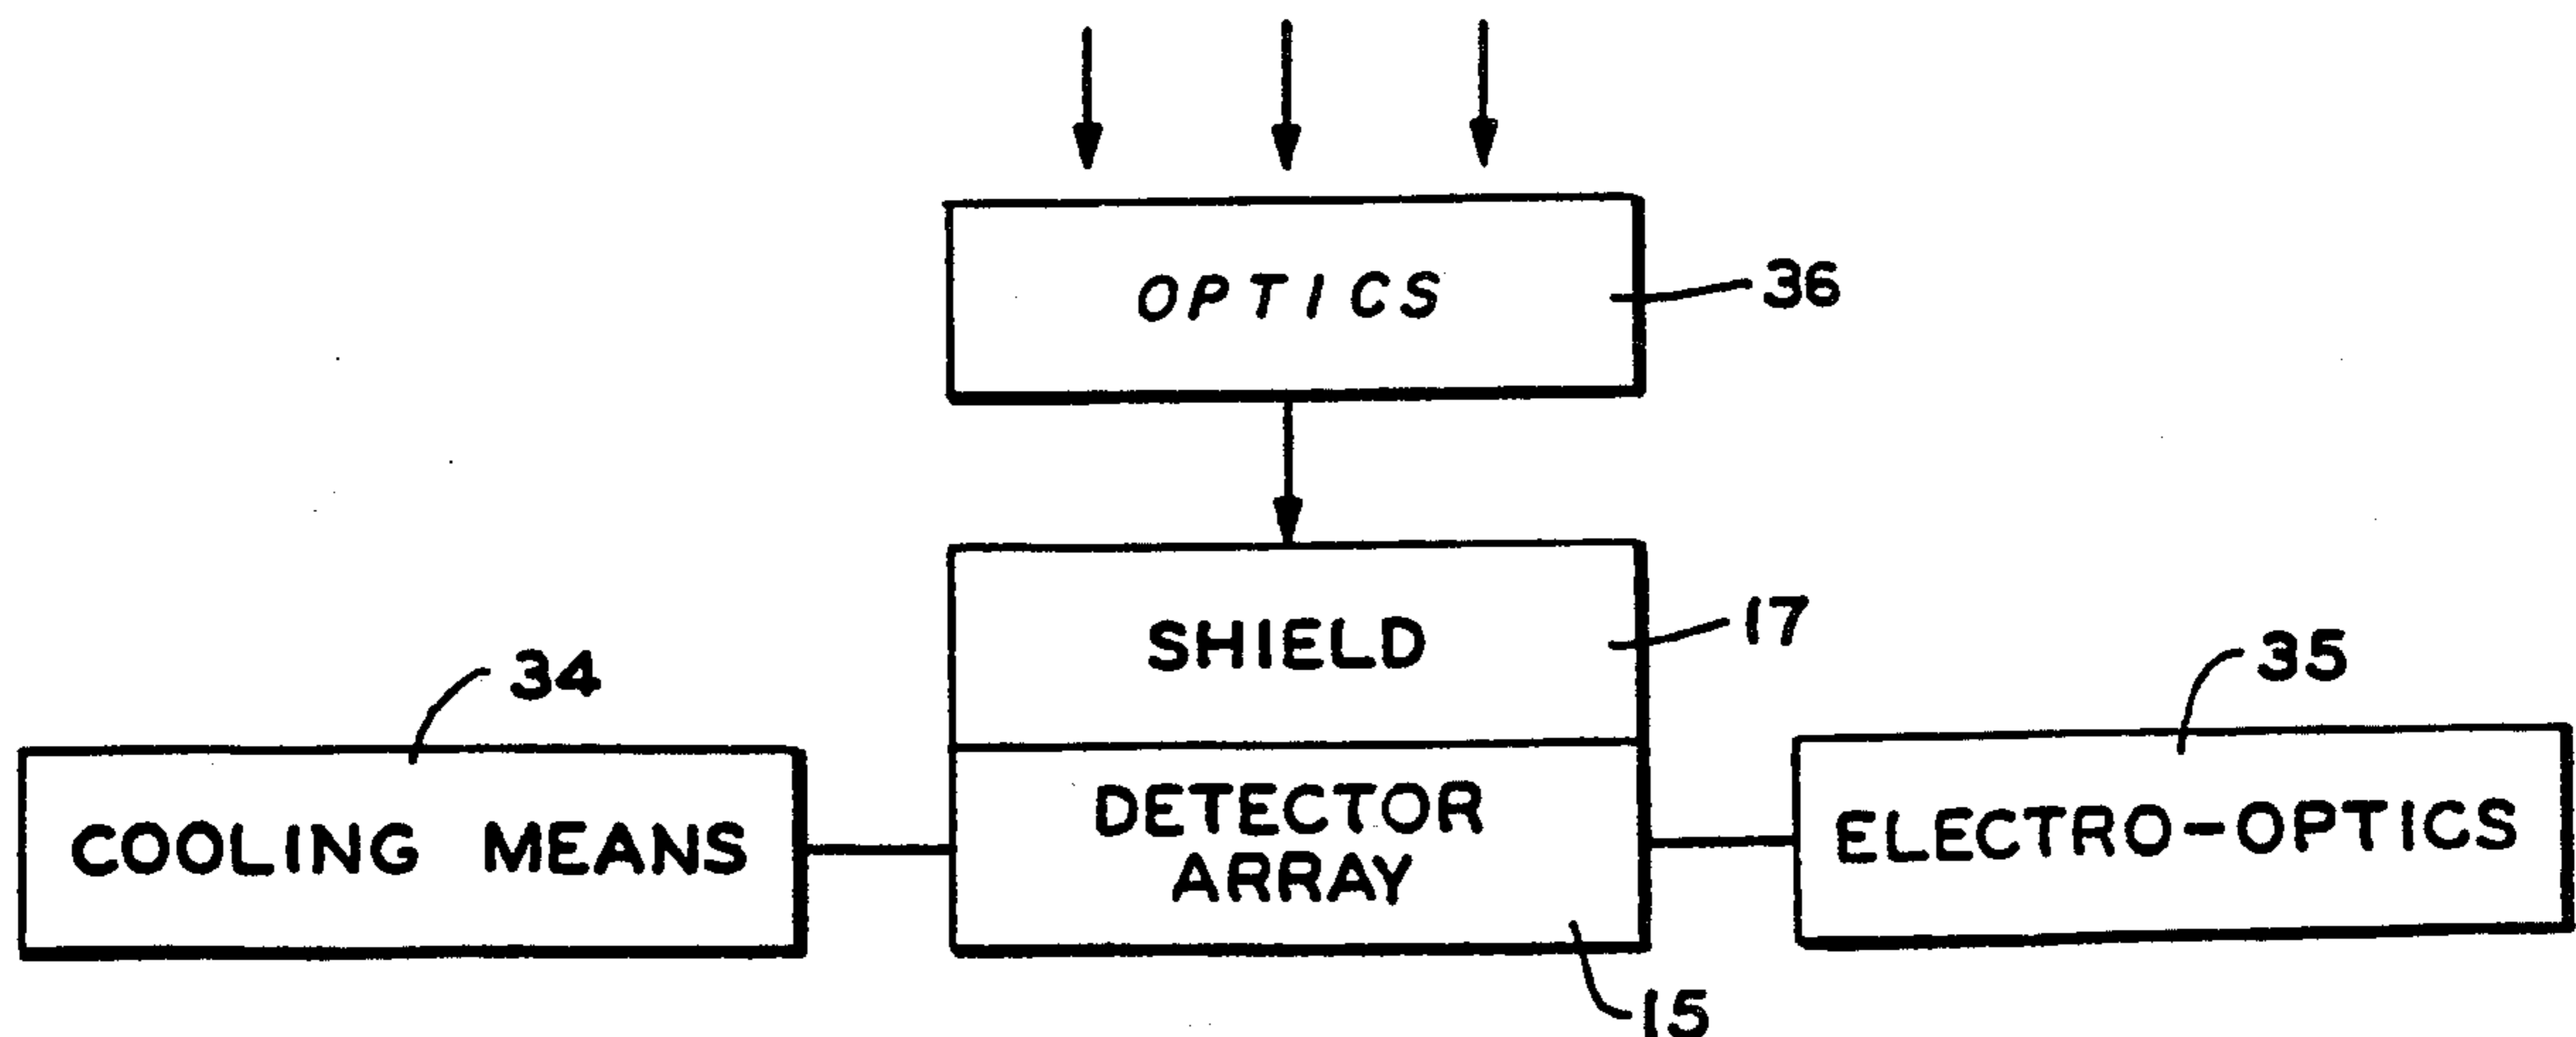 OPTICS
36
SHIELD
17
34
35
COOLING MEANS
DETECTOR
ARRAY
ELECTRO-OPTICS
15